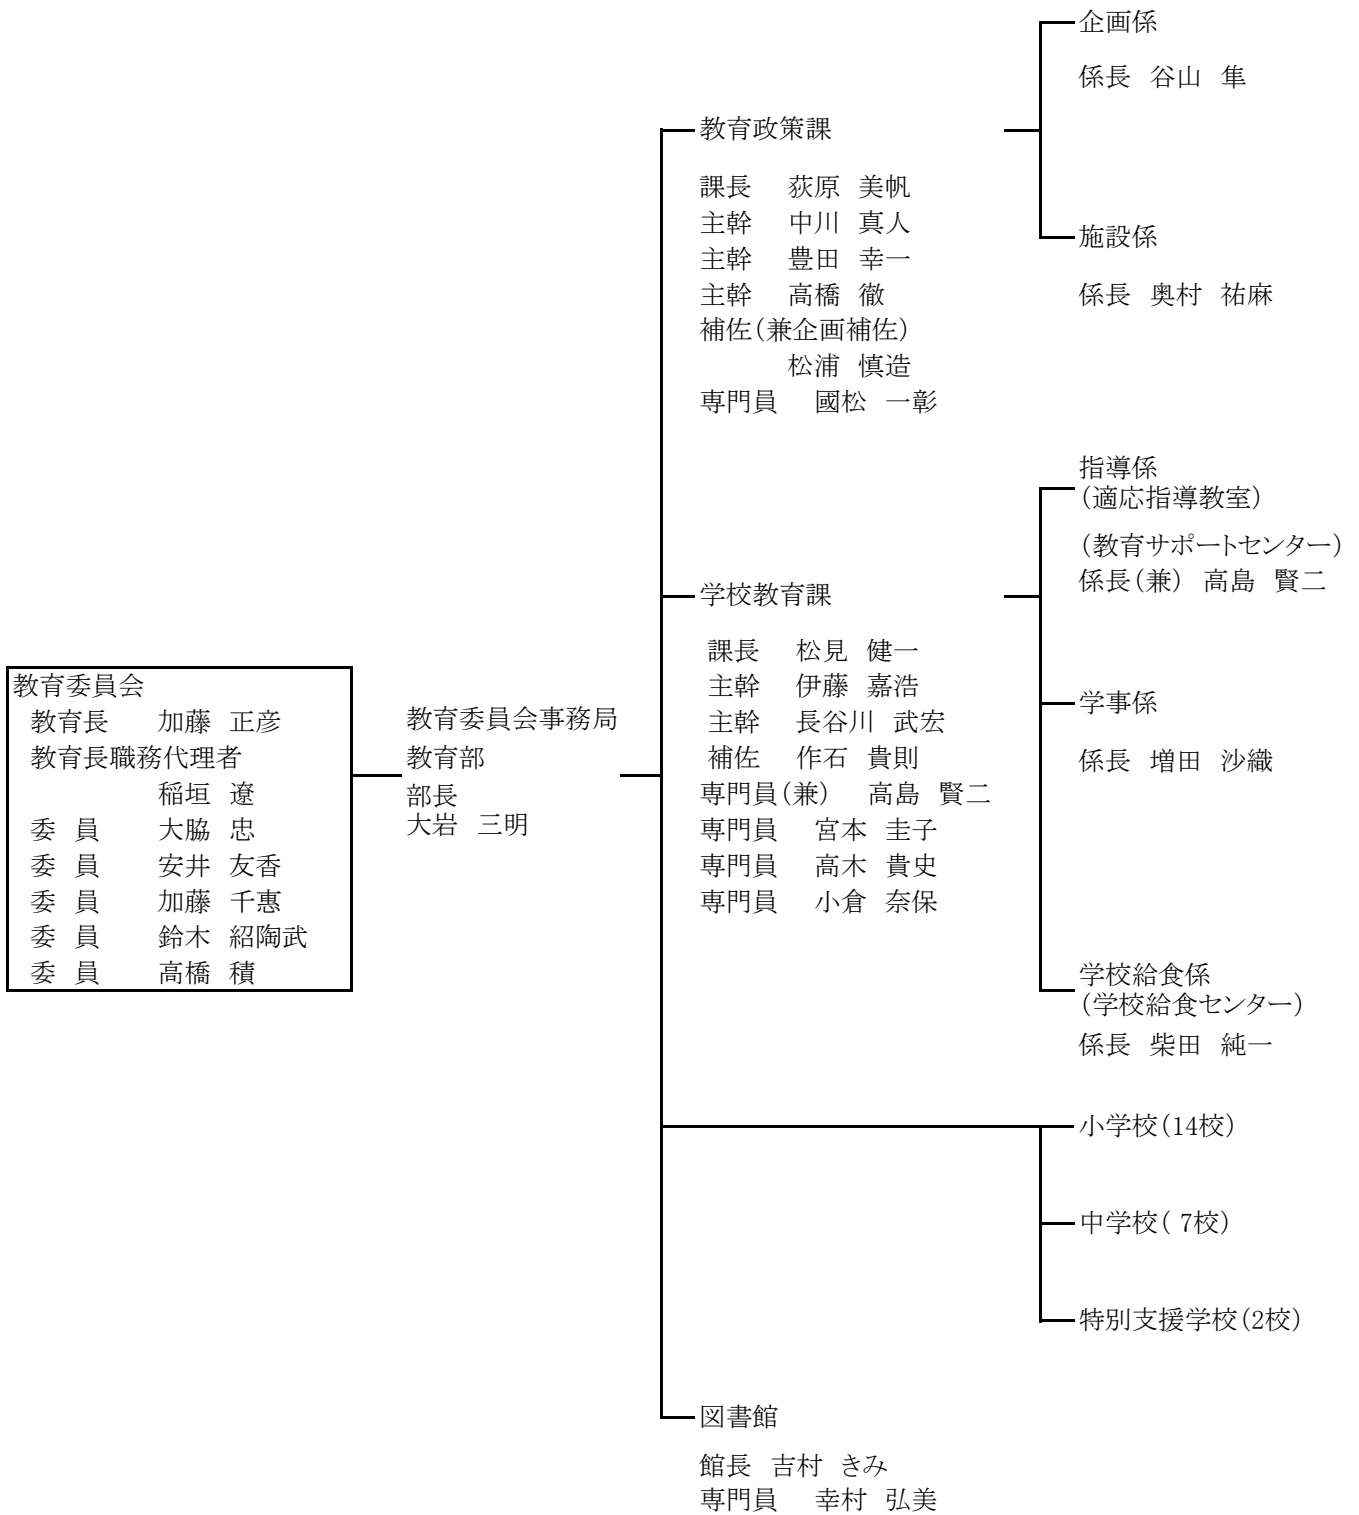 教育委員会
教育長 加藤 正彦
教育長職務代理者
稲垣 遼
委 員 大脇 忠
委 員 安井 友香
委 員 加藤 千惠
委 員 鈴木 紹陶武
委 員 高橋 積
教育委員会事務局
教育部
部長
大岩 三明
教育政策課
課長 荻原 美帆
主幹 中川 真人
主幹 豊田 幸一
主幹 高橋 徹
補佐(兼企画補佐)
松浦 慎造
専門員 國松 一彰
企画係
係長 谷山 隼
施設係
係長 奥村 祐麻
学校教育課
課長 松見 健一
主幹 伊藤 嘉浩
主幹 長谷川 武宏
補佐 作石 貴則
専門員(兼) 高島 賢二
専門員 宮本 圭子
専門員 高木 貴史
専門員 小倉 奈保
指導係
(適応指導教室)
(教育サポートセンター)
係長(兼) 高島 賢二
学事係
係長 増田 沙織
学校給食係
(学校給食センター)
係長 柴田 純一
小学校(14校)
中学校( 7校)
特別支援学校(2校)
図書館
館長 吉村 きみ
専門員 幸村 弘美